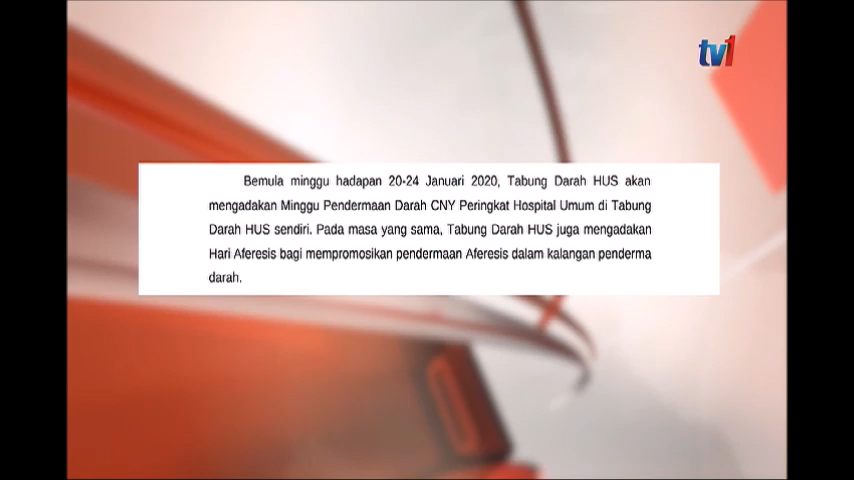 tv1
Bemula minggu hadapan 20-24 Januari 2020, Tabung Darah HUS akan
mengadakan Minggu Pendermaan Darah CNY Peringkat Hospital Umum di Tabung
Darah HUS sendiri. Pada masa yang sama, Tabung Darah HUS juga mengadakan
Hari Aferesis bagi mempromosikan pendermaan Aferesis dalam kalangan penderma
darah.